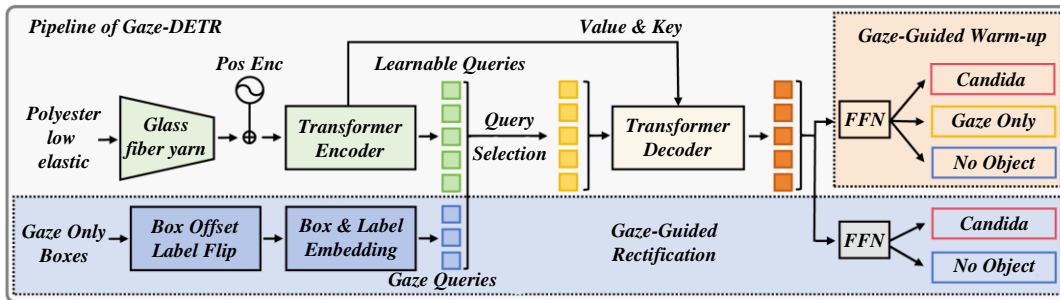 Pipeline of Gaze-DETR
Value & Key
Gaze-Guided Warm-up
Pos Enc
Learnable Queries
Polyester
low
elastic
Glass
fiber yarn
Transformer
Encoder
Query
Selection
Transformer
Decoder
FFN
Candida
Gaze Only
No Object
Gaze Only
Boxes
Box Offset
Label Flip
Box & Label
Embedding
Gaze Queries
Gaze-Guided
Rectification
FFN
Candida
No Object